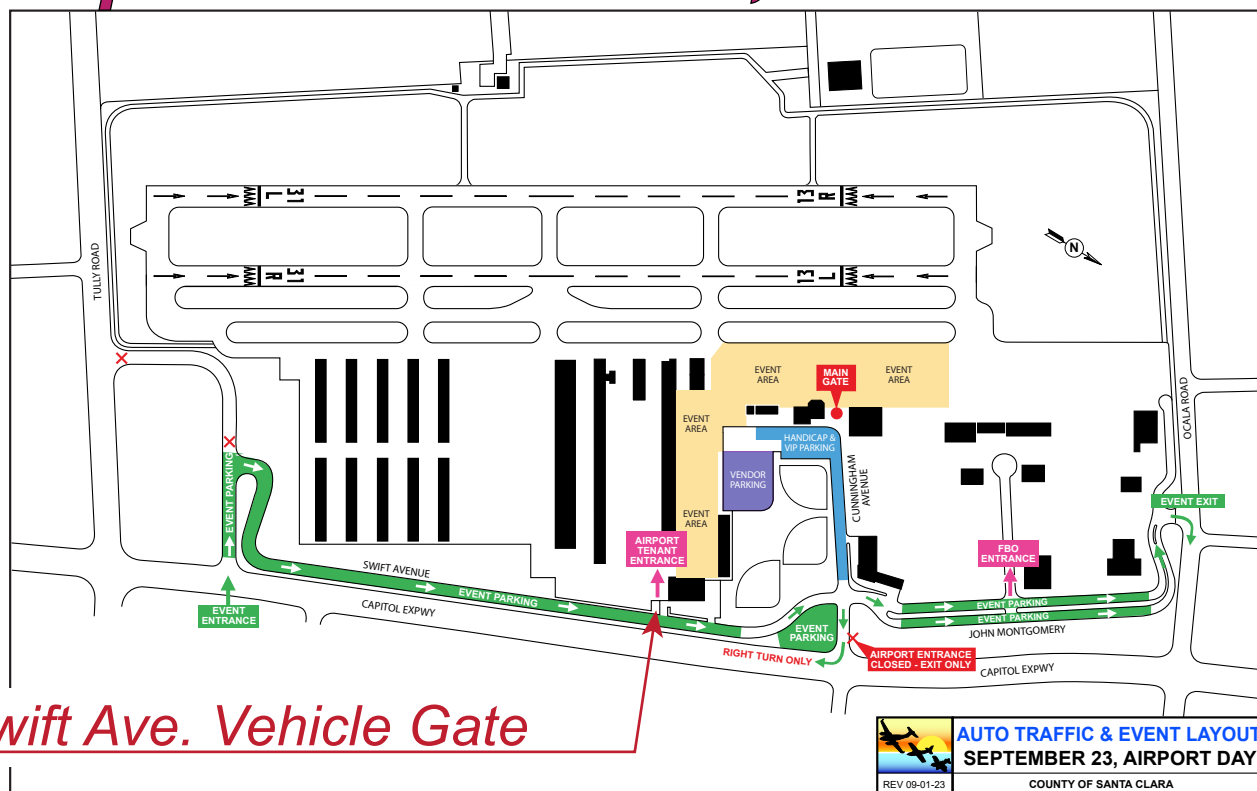 31
L
13
R
31
R
13
L
N
TULLY ROAD
OCALA ROAD
EVENT
AREA
MAIN
GATE
EVENT
AREA
EVENT
AREA
HANDICAP &
VIP PARKING
VENDOR
PARKING
CUNNINGHAM
AVENUE
EVENT PARKING
EVENT
AREA
EVENT EXIT
AIRPORT
TENANT
ENTRANCE
FBO
ENTRANCE
SWIFT AVENUE
EVENT PARKING
CAPITOL EXPWY
EVENT
ENTRANCE
EVENT PARKING
EVENT PARKING
EVENT
PARKING
JOHN MONTGOMERY
RIGHT TURN ONLY
AIRPORT ENTRANCE
CLOSED - EXIT ONLY
CAPITOL EXPWY
wift Ave. Vehicle Gate
AUTO TRAFFIC & EVENT LAYOUT
SEPTEMBER 23, AIRPORT DAY
REV 09-01-23
COUNTY OF SANTA CLARA